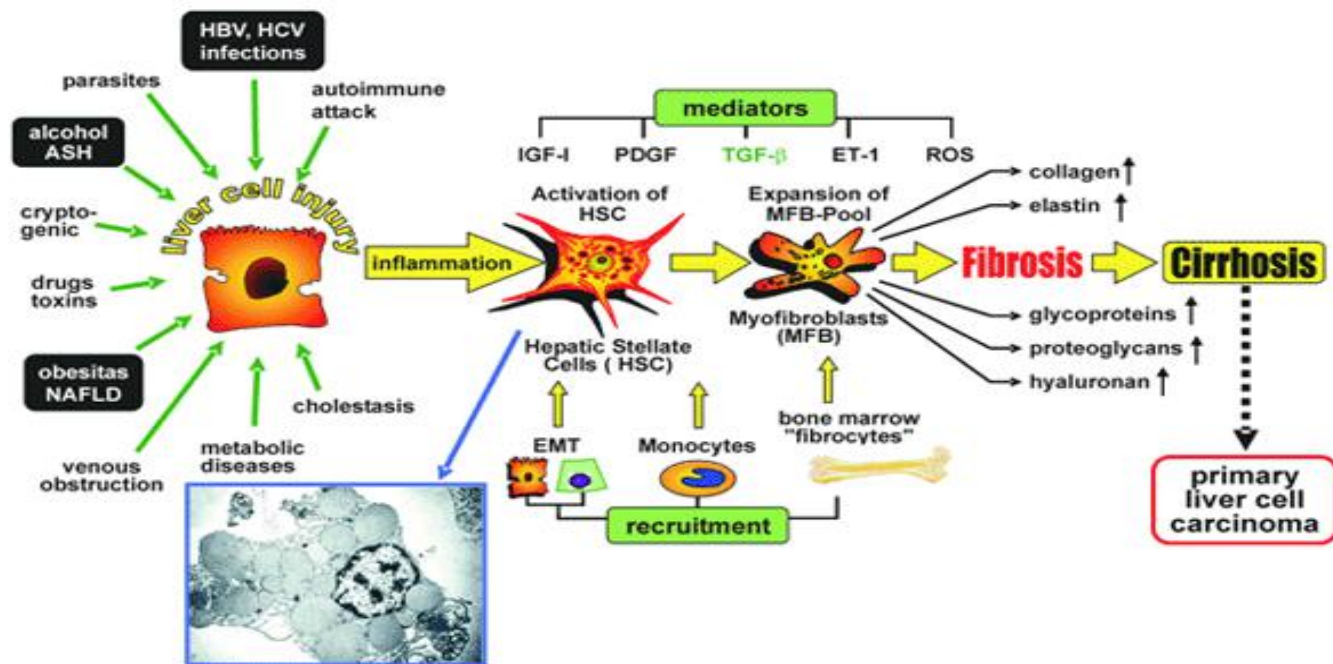 HBV, HCV
infections
parasites
autoimmune
attack
alcohol
ASH
liver cell injury
crypto-
genic
drugs
toxins
obesitas
NAFLD
venous
obstruction
metabolic
diseases
cholestasis
inflammation
mediators
IGF-I
PDGF
TGF-β
ET-1
ROS
Activation of
HSC
Hepatic Stellate
Cells ( HSC)
Expansion of
MFB-Pool
Myofibroblasts
(MFB)
collagen
elastin
Fibrosis
Cirrhosis
glycoproteins
proteoglycans
hyaluronan
EMT
Monocytes
bone marrow
"fibrocytes"
recruitment
primary
liver cell
carcinoma